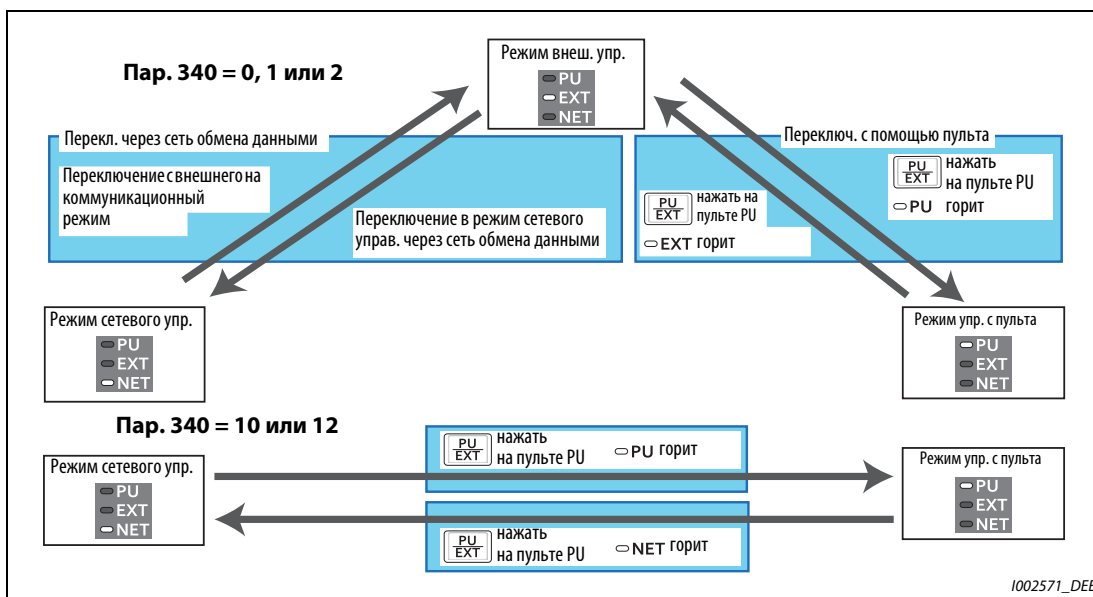 Пар. 340 = 0, 1 или 2
Режим внеш. упр.
PU
EXT
NET
Перекл. через сеть обмена данными
Переключение с внешнего на
коммуникационный
режим
Переключение в режим сетевого
управ. через сеть обмена данными
Переключ. с помощью пульта
PU
EXT
нажать
на пульте PU
PU горит
PU
EXT
нажать на
пульте PU
EXT горит
Режим сетевого упр.
PU
EXT
NET
Режим упр. с пульта
PU
EXT
NET
Пар. 340 = 10 или 12
Режим сетевого упр.
PU
EXT
NET
PU
EXT
нажать
на пульте PU
PU горит
PU
EXT
нажать
на пульте PU
NET горит
Режим упр. с пульта
PU
EXT
NET
I002571_DEE